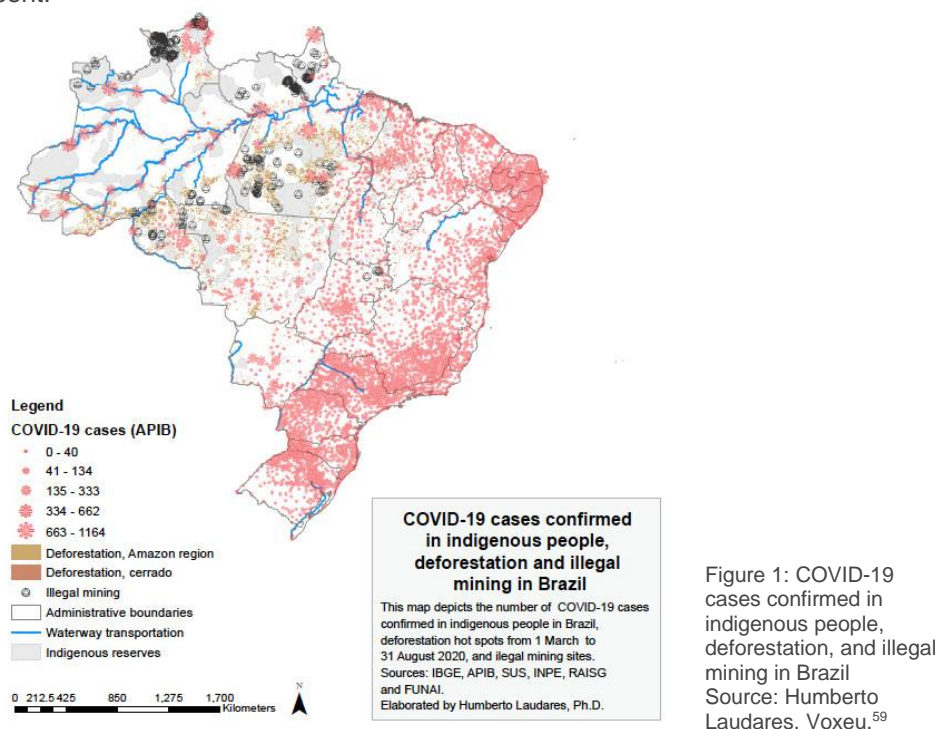 Legend
COVID-19 cases (APIB)
0 - 40
41 - 134
135 - 333
334 - 662
663 - 1164
Deforestation, Amazon region
Deforestation, cerrado
Illegal mining
Administrative boundaries
Waterway transportation
Indigenous reserves
0 212.5 425 850 1,275 1,700
Kilometers
N
COVID-19 cases confirmed
in indigenous people,
deforestation and illegal
mining in Brazil
This map depicts the number of COVID-19 cases
confirmed in indigenous people in Brazil,
deforestation hot spots from 1 March to
31 August 2020, and ilegal mining sites.
Sources: IBGE, APIB, SUS, INPE, RAISG
and FUNAI.
Elaborated by Humberto Laudares, Ph.D.
Figure 1: COVID-19
cases confirmed in
indigenous people,
deforestation, and illegal
mining in Brazil
Source: Humberto
Laudares, Voxeu.59